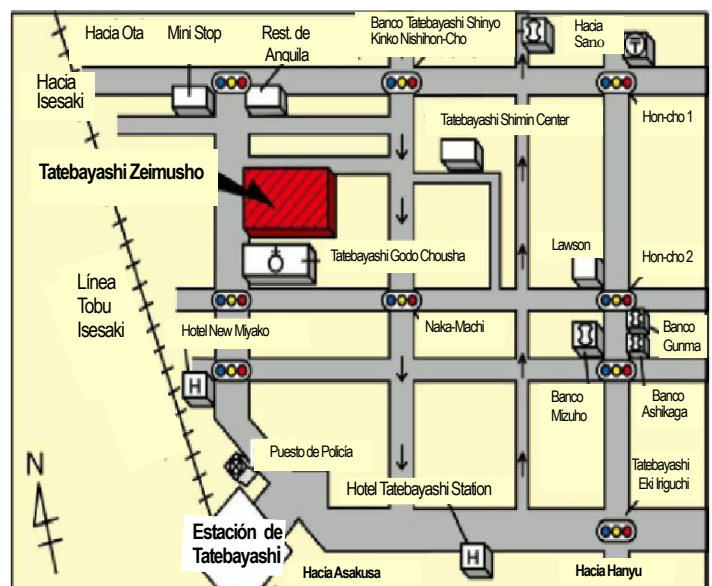 Hacia Ota
Mini Stop
Rest. de
Anguila
Banco Tatebayashi Shinyo
Kinko Nishihon-Cho
Hacia
Sano
T
Hacia
Isesaki
Hon-cho 1
Tatebayashi Shimin Center
Tatebayashi Zeimusho
Tatebayashi Godo Chousha
Lawson
Hon-cho 2
Línea
Tobu
Isesaki
Hotel New Miyako
Naka-Machi
Banco
Gunma
H
Banco
Mizuho
Banco
Ashikaga
N
Puesto de Policía
Hotel Tatebayashi Station
Tatebayashi
Eki Iriguchi
Estación de
Tatebayashi
H
Hacia Asakusa
Hacia Hanyu